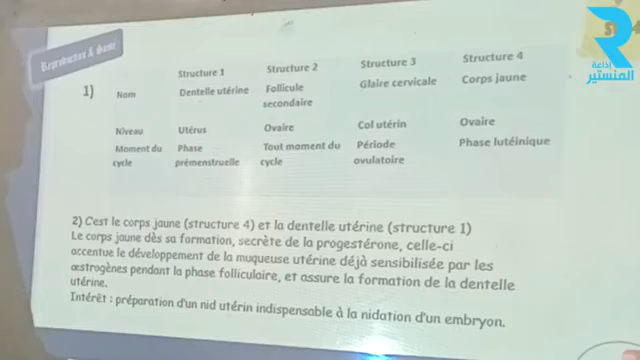 Reproduction & Santé
إذاعة
المنستير
1)
Structure 1 Structure 2 Structure 3 Structure 4
Nom Dentelle utérine Follicule secondaire Glaire cervicale Corps jaune
Niveau Utérus Ovaire Col utérin Ovaire
Moment du cycle Phase prémenstruelle Tout moment du cycle Période ovulatoire Phase lutéinique
2) C'est le corps jaune (structure 4) et la dentelle utérine (structure 1)
Le corps jaune dès sa formation, secrète de la progestérone, celle-ci
accentue le développement de la muqueuse utérine déjà sensibilisée par les
œstrogènes pendant la phase folliculaire, et assure la formation de la dentelle
utérine.
Intérêt : préparation d'un nid utérin indispensable à la nidation d'un embryon.